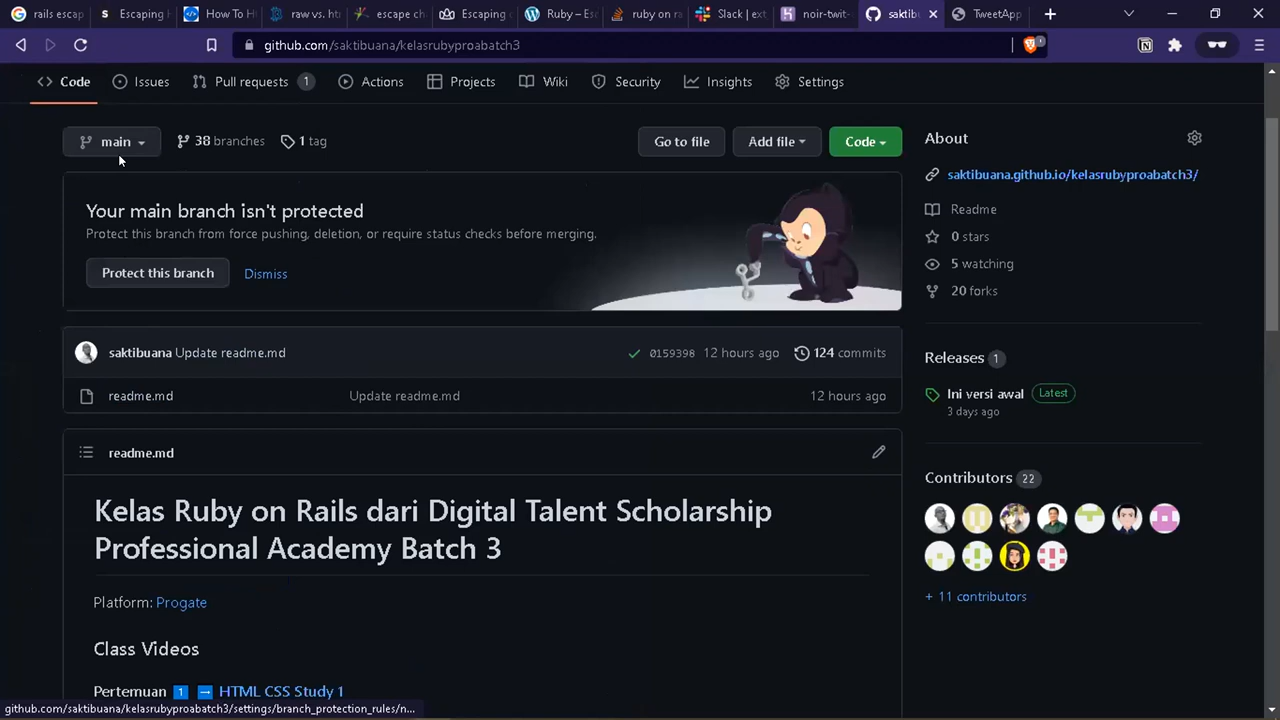 rails escap
Escaping H
How To H
raw vs. ht
escape cha
Escaping c
Ruby – Esc
ruby on ra
Slack | ext
noir-twit-
saktib
TweetApp
github.com/saktibuana/kelasrubyproabatch3
Code
Issues
Pull requests 1
Actions
Projects
Wiki
Security
Insights
Settings
main
38 branches
1 tag
Go to file
Add file
Code
Your main branch isn't protected
Protect this branch from force pushing, deletion, or require status checks before merging.
Protect this branch
Dismiss
saktibuana Update readme.md
0159398 12 hours ago
124 commits
readme.md
Update readme.md
12 hours ago
readme.md
Kelas Ruby on Rails dari Digital Talent Scholarship
Professional Academy Batch 3
Platform: Progate
Class Videos
Pertemuan 1 ➡ HTML CSS Study 1
About
saktibuana.github.io/kelasrubyproabatch3/
Readme
0 stars
5 watching
20 forks
Releases 1
Ini versi awal Latest
3 days ago
Contributors 22
+ 11 contributors
github.com/saktibuana/kelasrubyproabatch3/settings/branch_protection_rules/n...